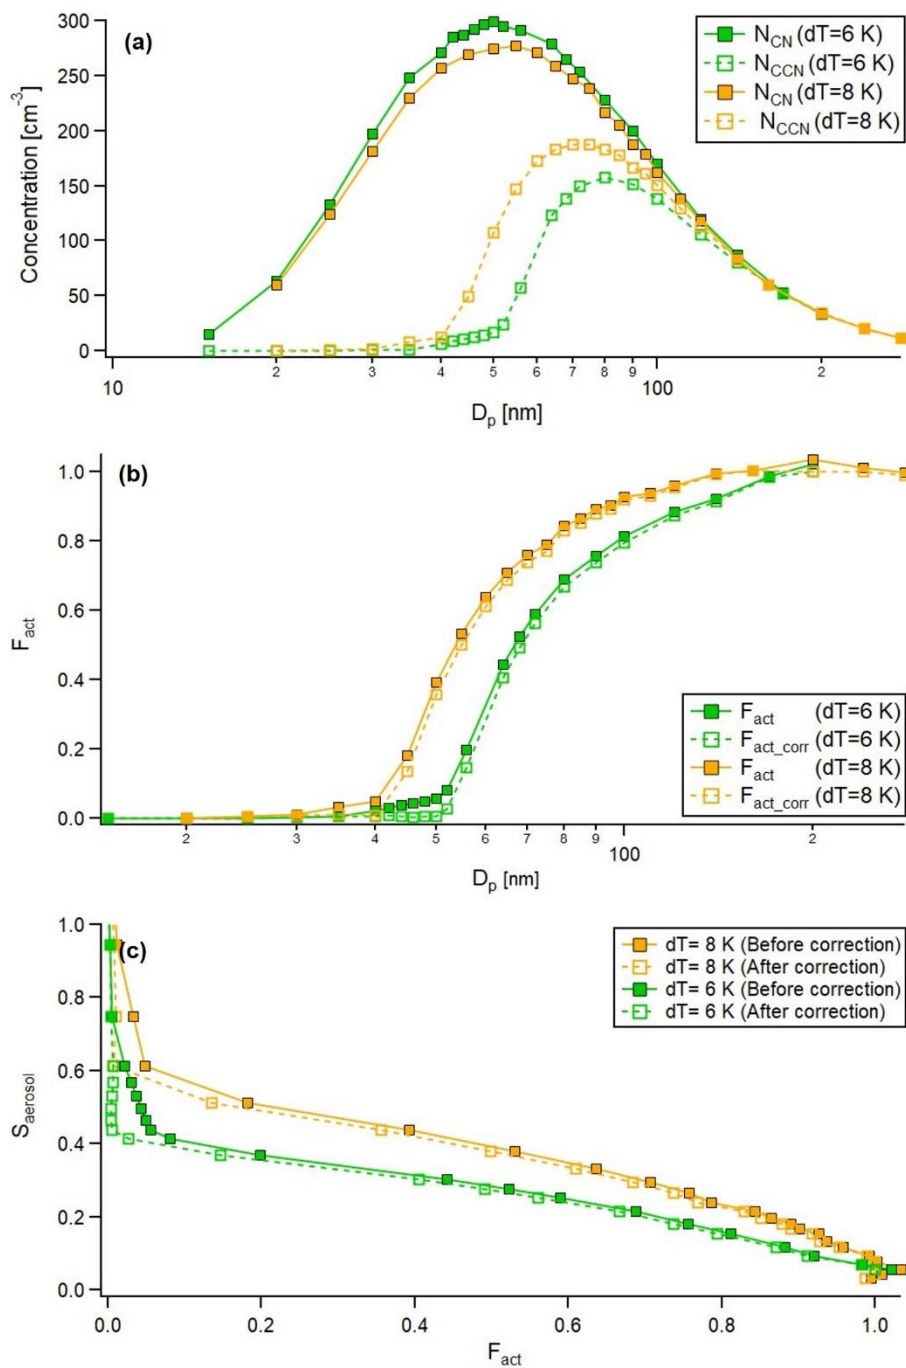 (a)
N_CN (dT=6 K)
N_CCN (dT=6 K)
N_CN (dT=8 K)
N_CCN (dT=8 K)
Concentration [cm⁻³]
300
250
200
150
100
50
0
10 2 3 4 5 6 7 8 9 100 2
D_p [nm]
(b)
F_act
1.0
0.8
0.6
0.4
0.2
0.0
F_act (dT=6 K)
F_act_corr (dT=6 K)
F_act (dT=8 K)
F_act_corr (dT=8 K)
2 3 4 5 6 7 8 9 100 2
D_p [nm]
(c)
dT= 8 K (Before correction)
dT= 8 K (After correction)
dT= 6 K (Before correction)
dT= 6 K (After correction)
S_aerosol
1.0
0.8
0.6
0.4
0.2
0.0
0.0 0.2 0.4 0.6 0.8 1.0
F_act